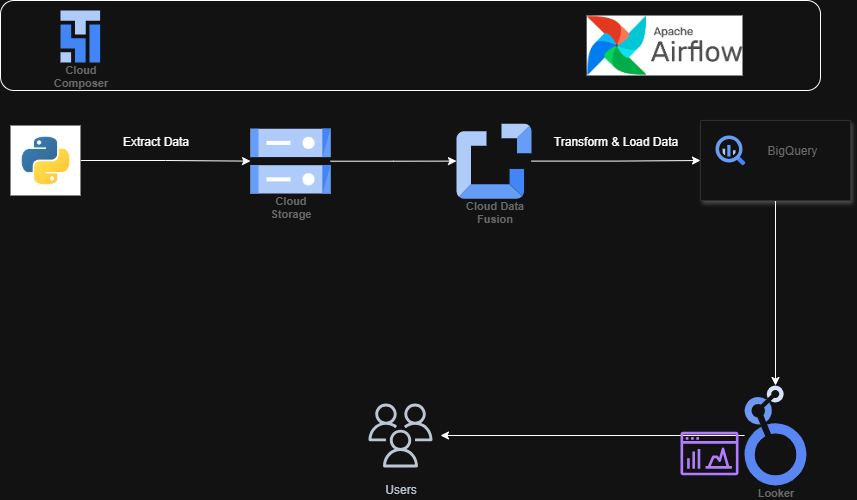 Cloud
Composer
Apache
Airflow
Extract Data
Cloud
Storage
Cloud Data
Fusion
Transform & Load Data
BigQuery
Users
Looker